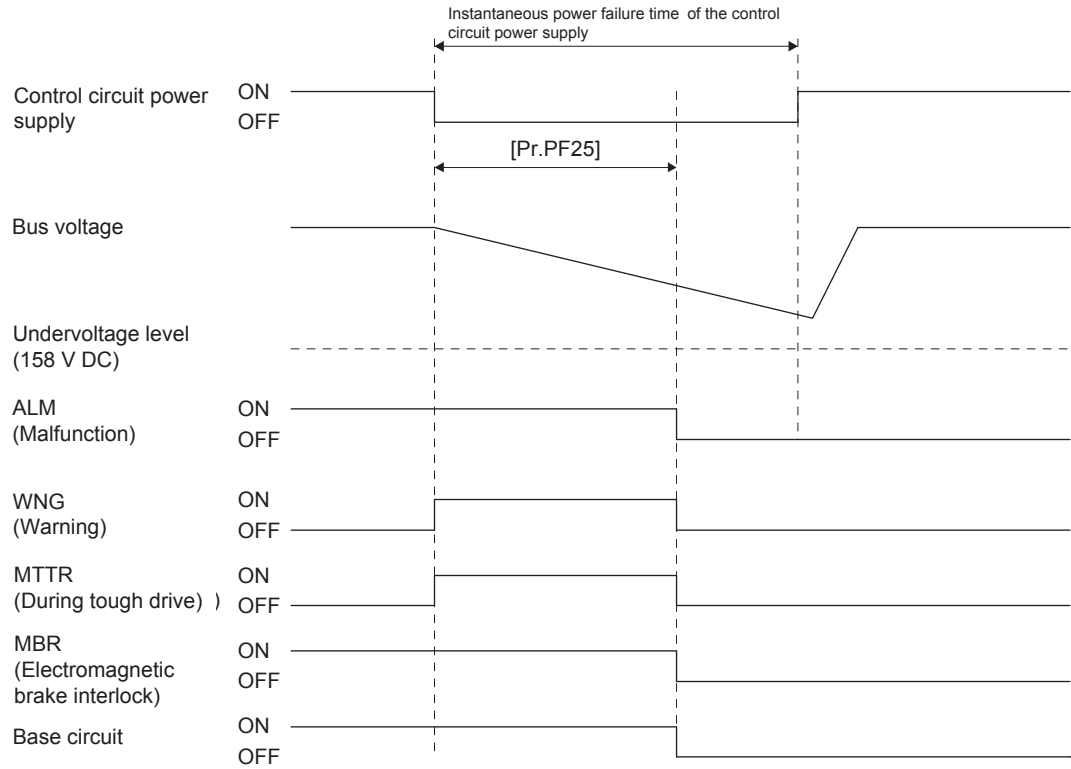 Instantaneous power failure time of the control
circuit power supply
Control circuit power
supply
ON
OFF
[Pr.PF25]
Bus voltage
Undervoltage level
(158 V DC)
ALM
(Malfunction)
ON
OFF
WNG
(Warning)
ON
OFF
MTTR
(During tough drive) )
ON
OFF
MBR
(Electromagnetic
brake interlock)
ON
OFF
Base circuit
ON
OFF